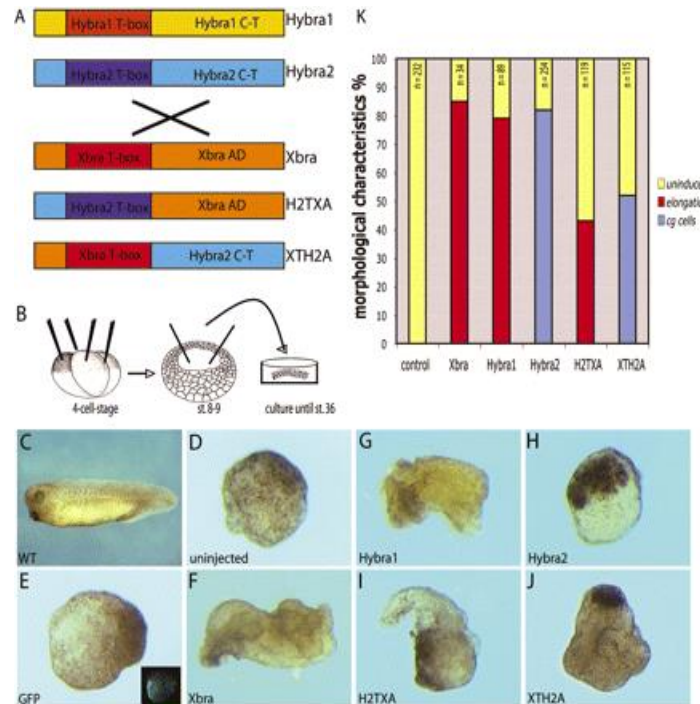 A
Hybra1 T-box Hybra1 C-T Hybra1
Hybra2 T-box Hybra2 C-T Hybra2
Xbra T-box Xbra AD Xbra
Hybra2 T-box Xbra AD H2TXA
Xbra T-box Hybra2 C-T XTH2A
B
4-cell-stage st.8-9 culture until st.36
K
morphological characteristics %
100
90
80
70
60
50
40
30
20
10
0
n = 232 n = 34 n = 89 n = 254 n = 119 n = 115
control Xbra Hybra1 Hybra2 H2TXA XTH2A
cg cells
C WT
D uninjected
G Hybra1
H Hybra2
E GFP
F Xbra
I H2TXA
J XTH2A